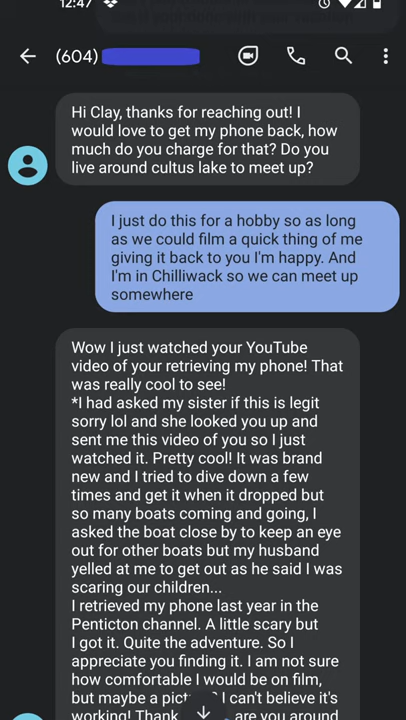 12:47
(604)
Hi Clay, thanks for reaching out! I
would love to get my phone back, how
much do you charge for that? Do you
live around cultus lake to meet up?
I just do this for a hobby so as long
as we could film a quick thing of me
giving it back to you I'm happy. And
I'm in Chilliwack so we can meet up
somewhere
Wow I just watched your YouTube
video of your retrieving my phone! That
was really cool to see!
*I had asked my sister if this is legit
sorry lol and she looked you up and
sent me this video of you so I just
watched it. Pretty cool! It was brand
new and I tried to dive down a few
times and get it when it dropped but
so many boats coming and going, I
asked the boat close by to keep an eye
out for other boats but my husband
yelled at me to get out as he said I was
scaring our children...
I retrieved my phone last year in the
Penticton channel. A little scary but
I got it. Quite the adventure. So I
appreciate you finding it. I am not sure
how comfortable I would be on film,
but maybe a I can't believe it's
working! Thank are you around